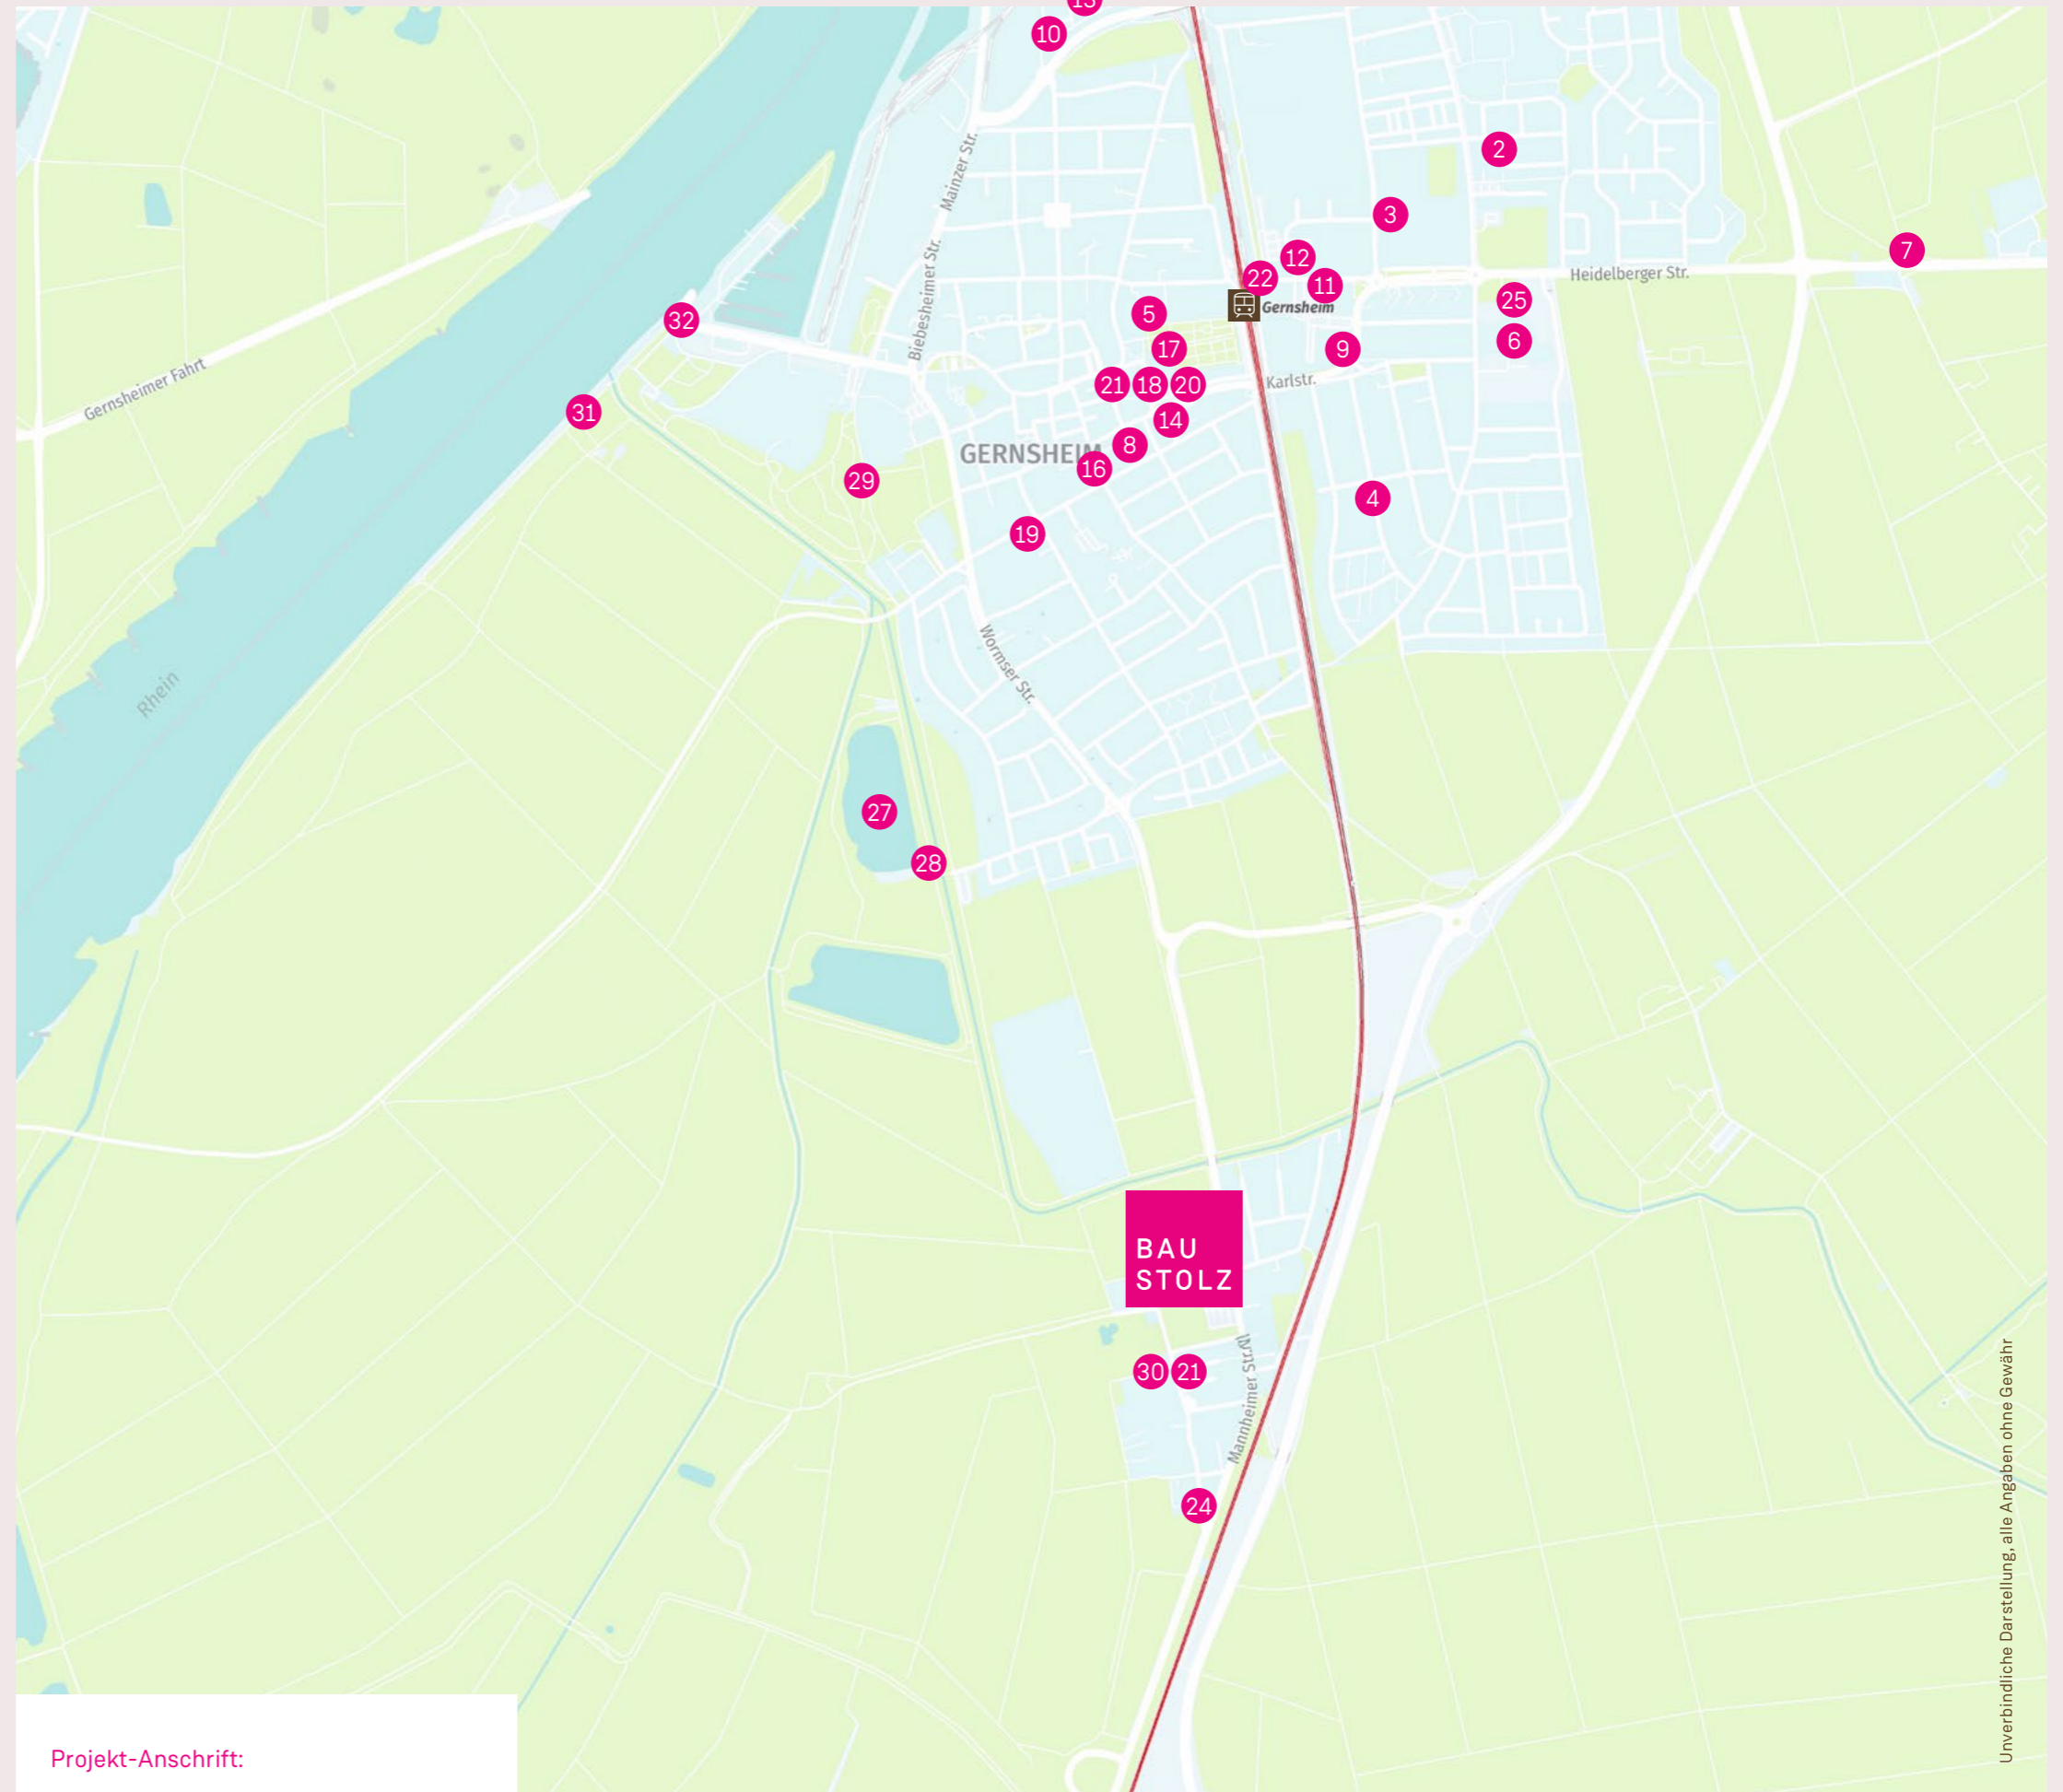 13
10
2
3
12
7
22
11
Gernsheim
Heidelberger Str.
25
5
32
6
17
9
21
18
20
Karlstr.
31
14
8
GERNSHEIM
16
29
4
19
Mainzer Str.
Biebesheimer Str.
Gernsheimer Fahrt
Rhein
Wormser Str.
27
28
BAU
STOLZ
30
21
Mannheimer Str.
24
Projekt-Anschrift:
Unverbindliche Darstellung, alle Angaben ohne Gewähr